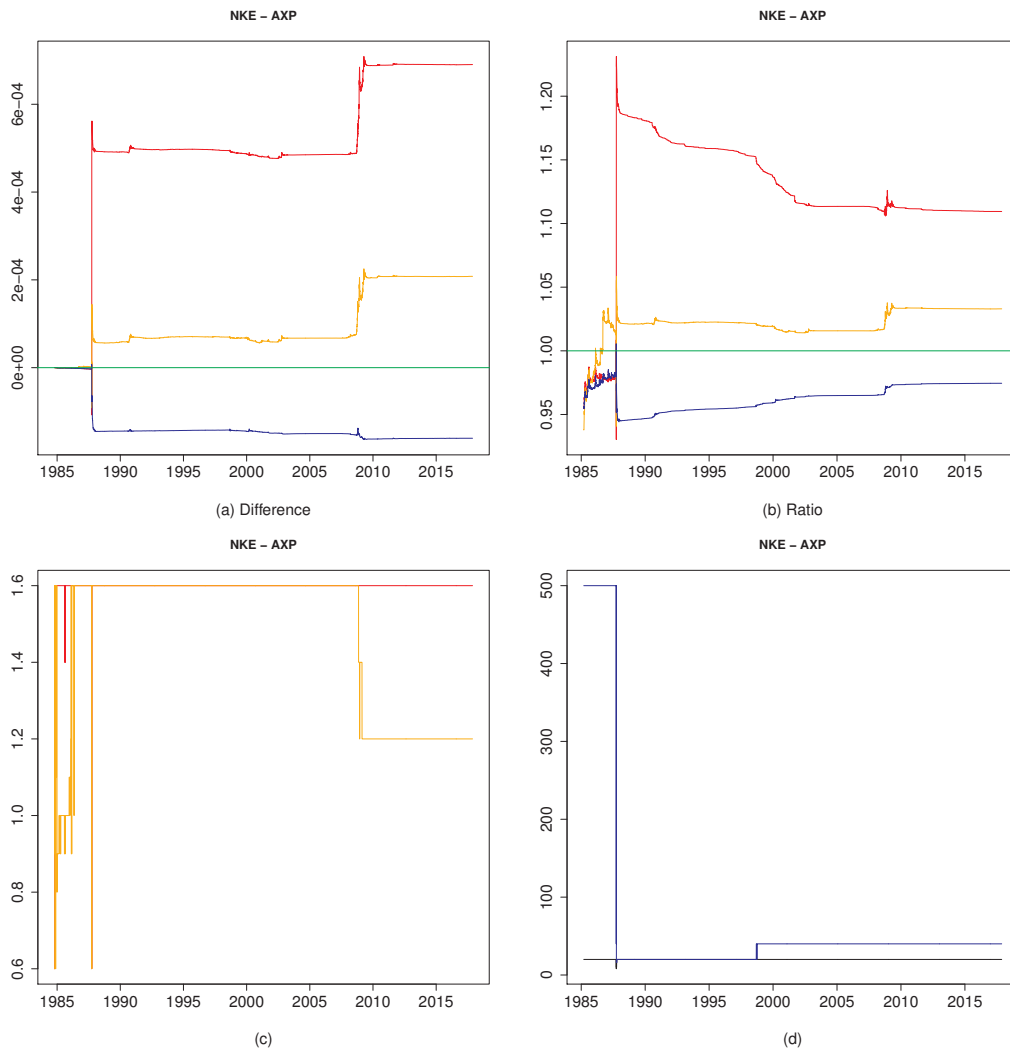 NKE − AXP
NKE − AXP
6e−04
4e−04
2e−04
0e+00
1985 1990 1995 2000 2005 2010 2015
1.20
1.15
1.10
1.05
1.00
0.95
1985 1990 1995 2000 2005 2010 2015
(a) Difference
(b) Ratio
NKE − AXP
NKE − AXP
1.6
1.4
1.2
1.0
0.8
0.6
1985 1990 1995 2000 2005 2010 2015
500
400
300
200
100
0
1985 1990 1995 2000 2005 2010 2015
(c)
(d)